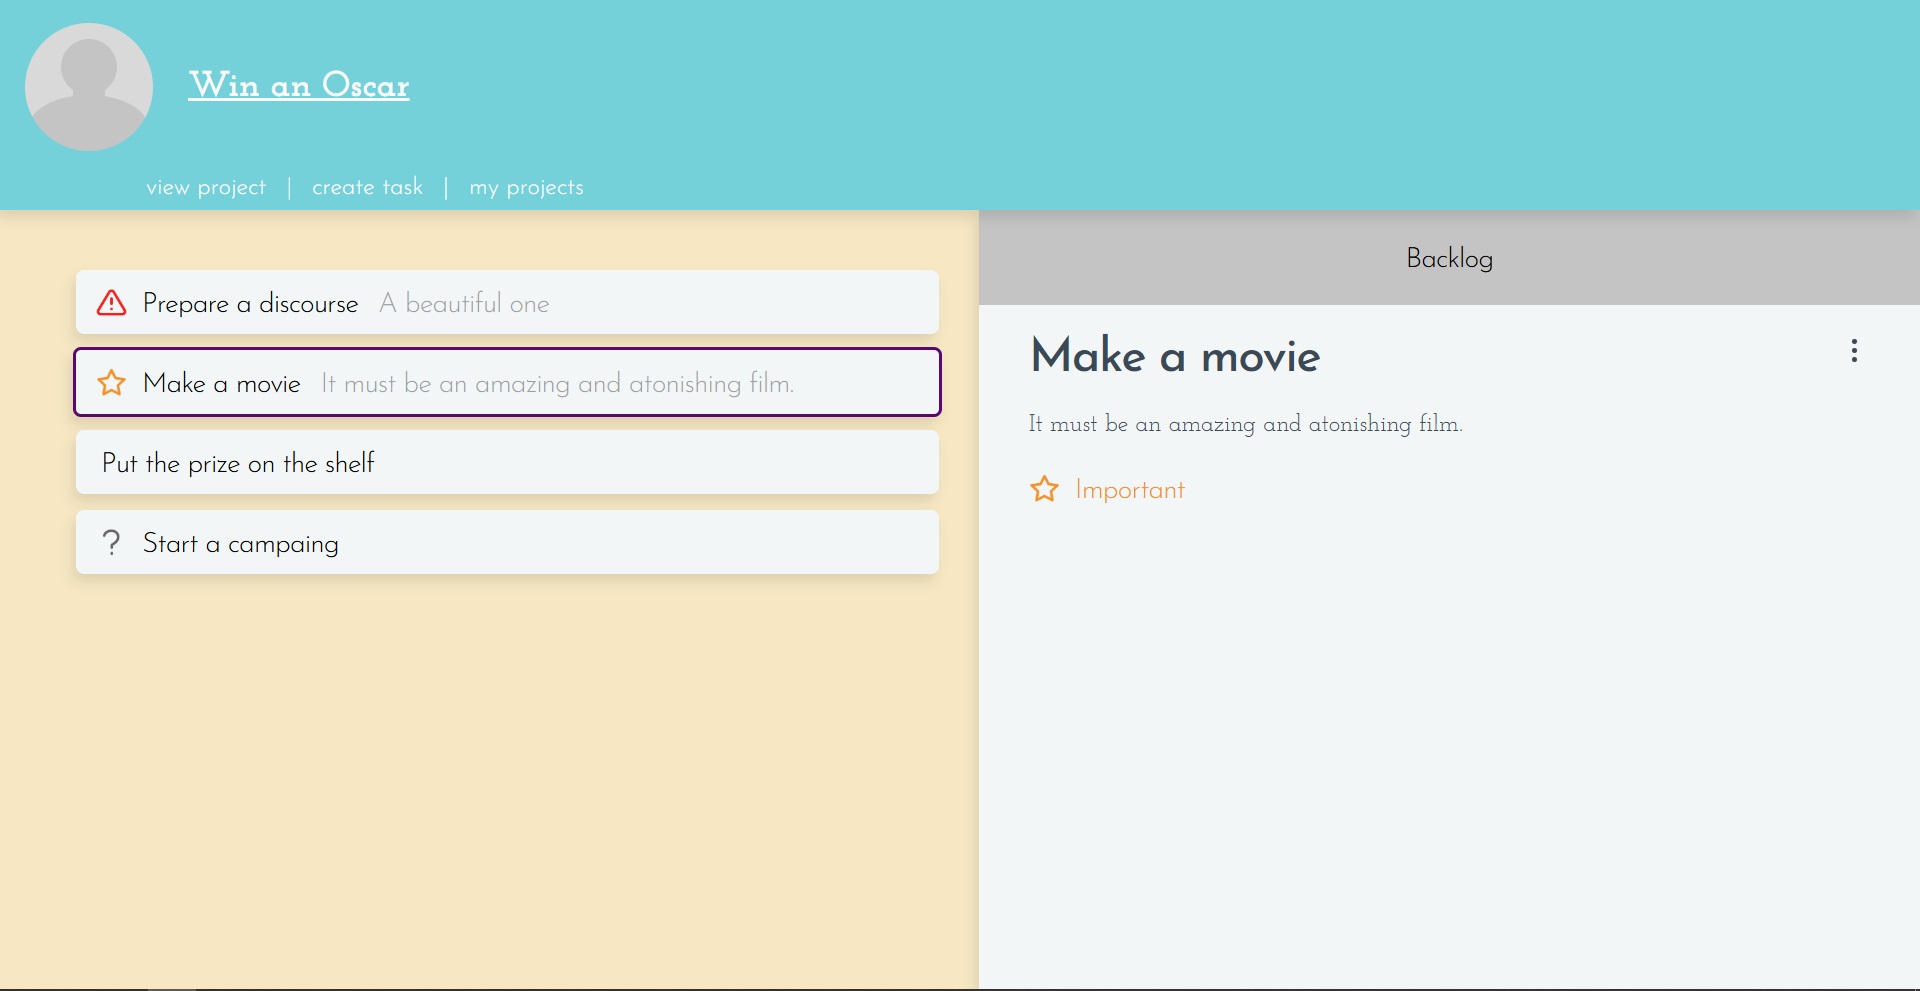 Win an Oscar
view project | create task | my projects
Prepare a discourse A beautiful one
Make a movie It must be an amazing and atonishing film.
Put the prize on the shelf
? Start a campaing
Backlog
Make a movie
It must be an amazing and atonishing film.
Important